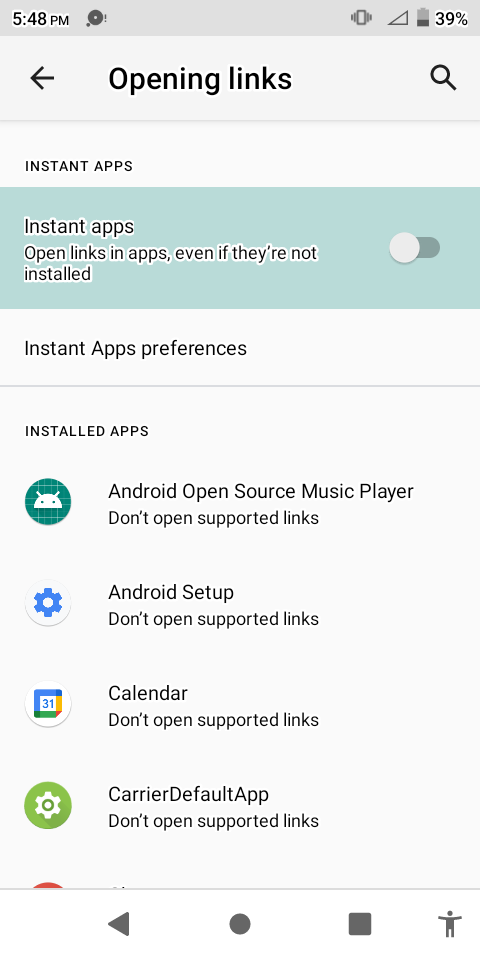 5:48 PM
39%
Opening links
INSTANT APPS
Instant apps
Open links in apps, even if they’re not
installed
Instant Apps preferences
INSTALLED APPS
Android Open Source Music Player
Don’t open supported links
Android Setup
Don’t open supported links
31
Calendar
Don’t open supported links
CarrierDefaultApp
Don’t open supported links